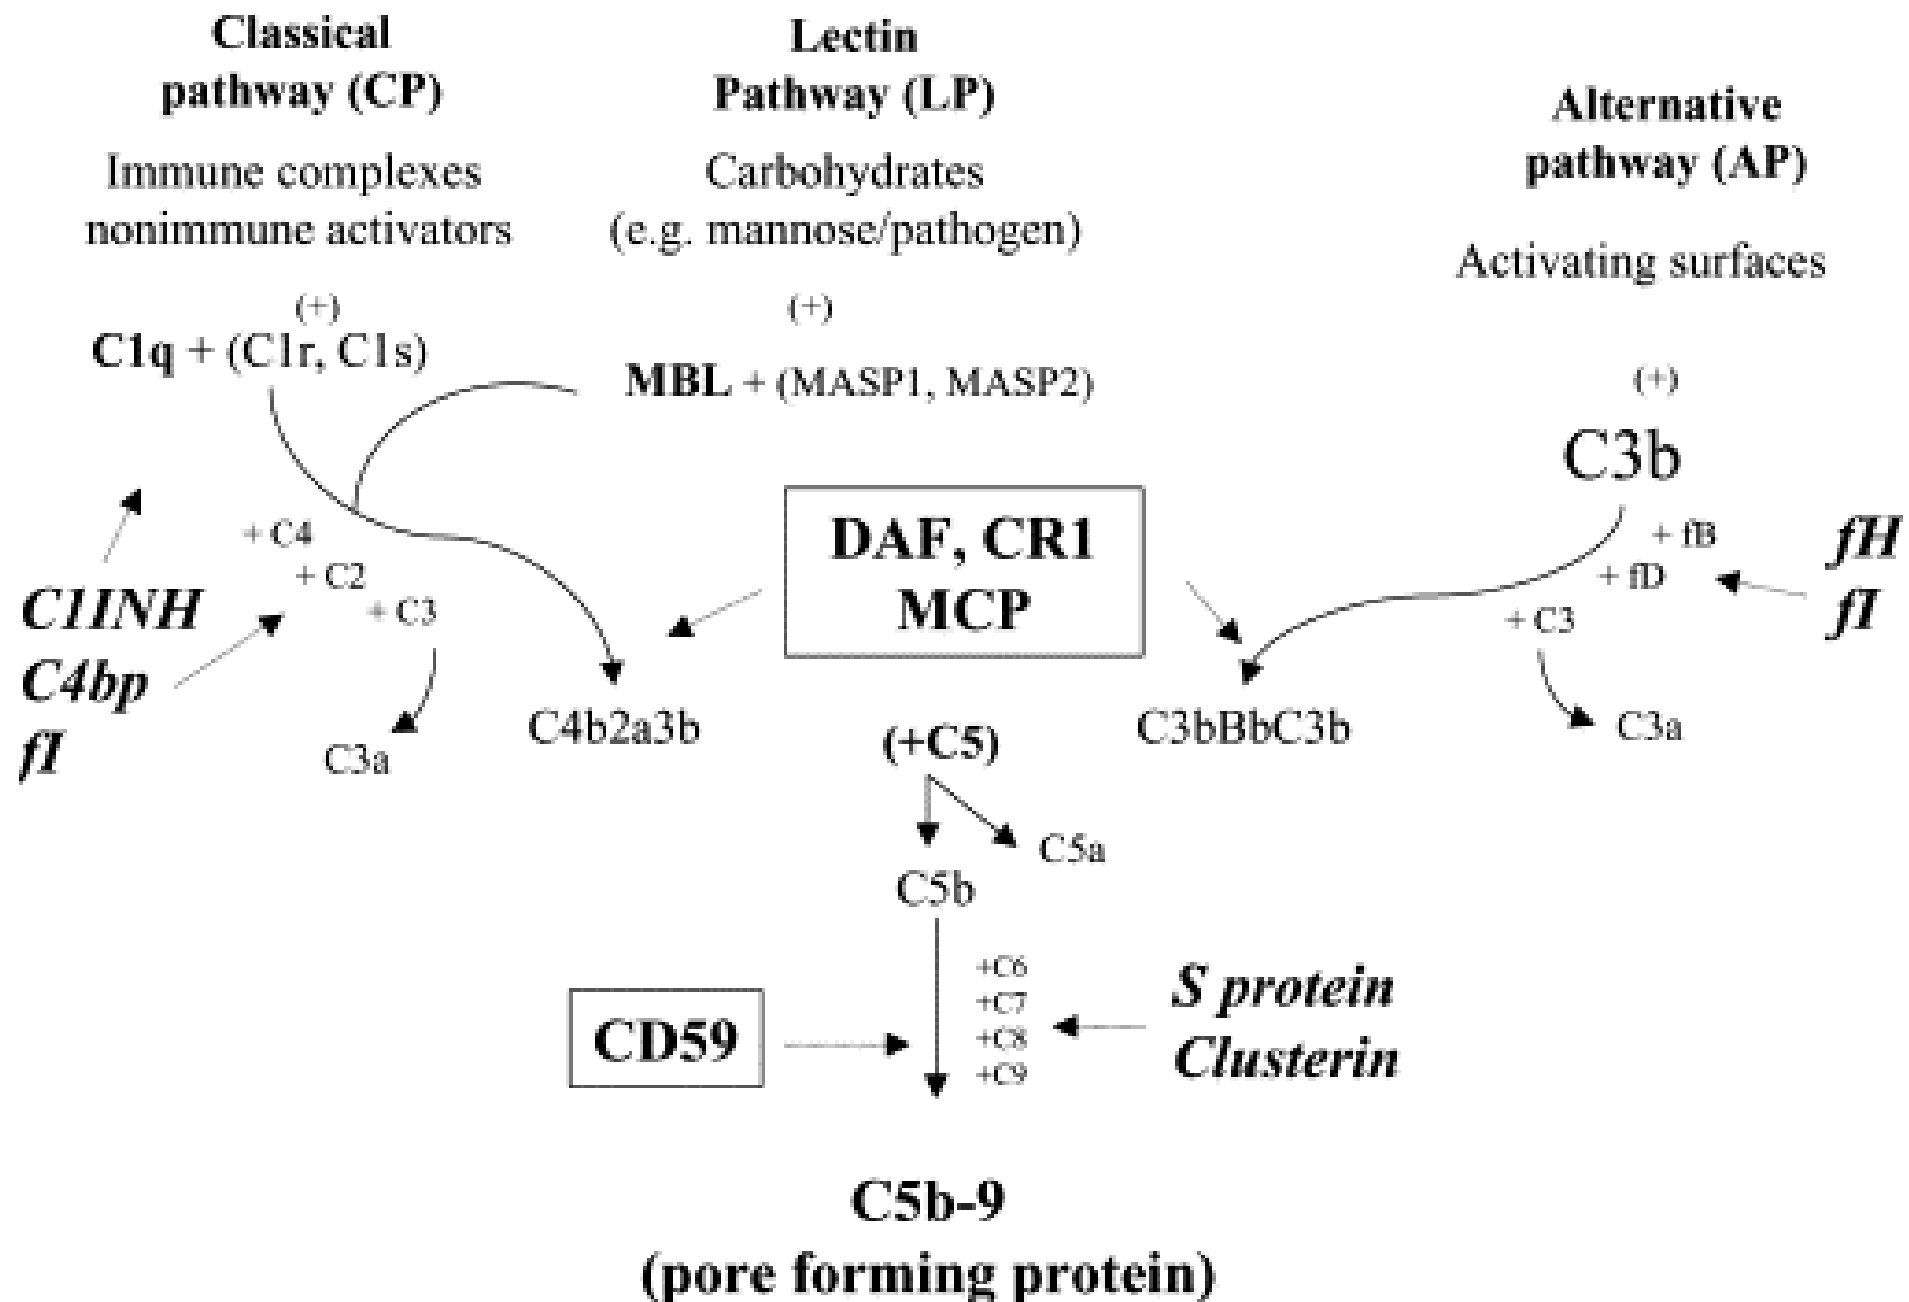 Classical
pathway (CP)
Immune complexes
nonimmune activators
(+)
C1q + (C1r, C1s)
Lectin
Pathway (LP)
Carbohydrates
(e.g. mannose/pathogen)
(+)
MBL + (MASP1, MASP2)
Alternative
pathway (AP)
Activating surfaces
(+)
C3b
+ C4
+ C2
+ C3
C1INH
C4bp
fI
C3a
C4b2a3b
DAF, CR1
MCP
+ fB
+ fD
+ C3
fH
fI
C3bBbC3b
C3a
(+C5)
C5a
C5b
+C6
+C7
+C8
+C9
CD59
S protein
Clusterin
C5b-9
(pore forming protein)